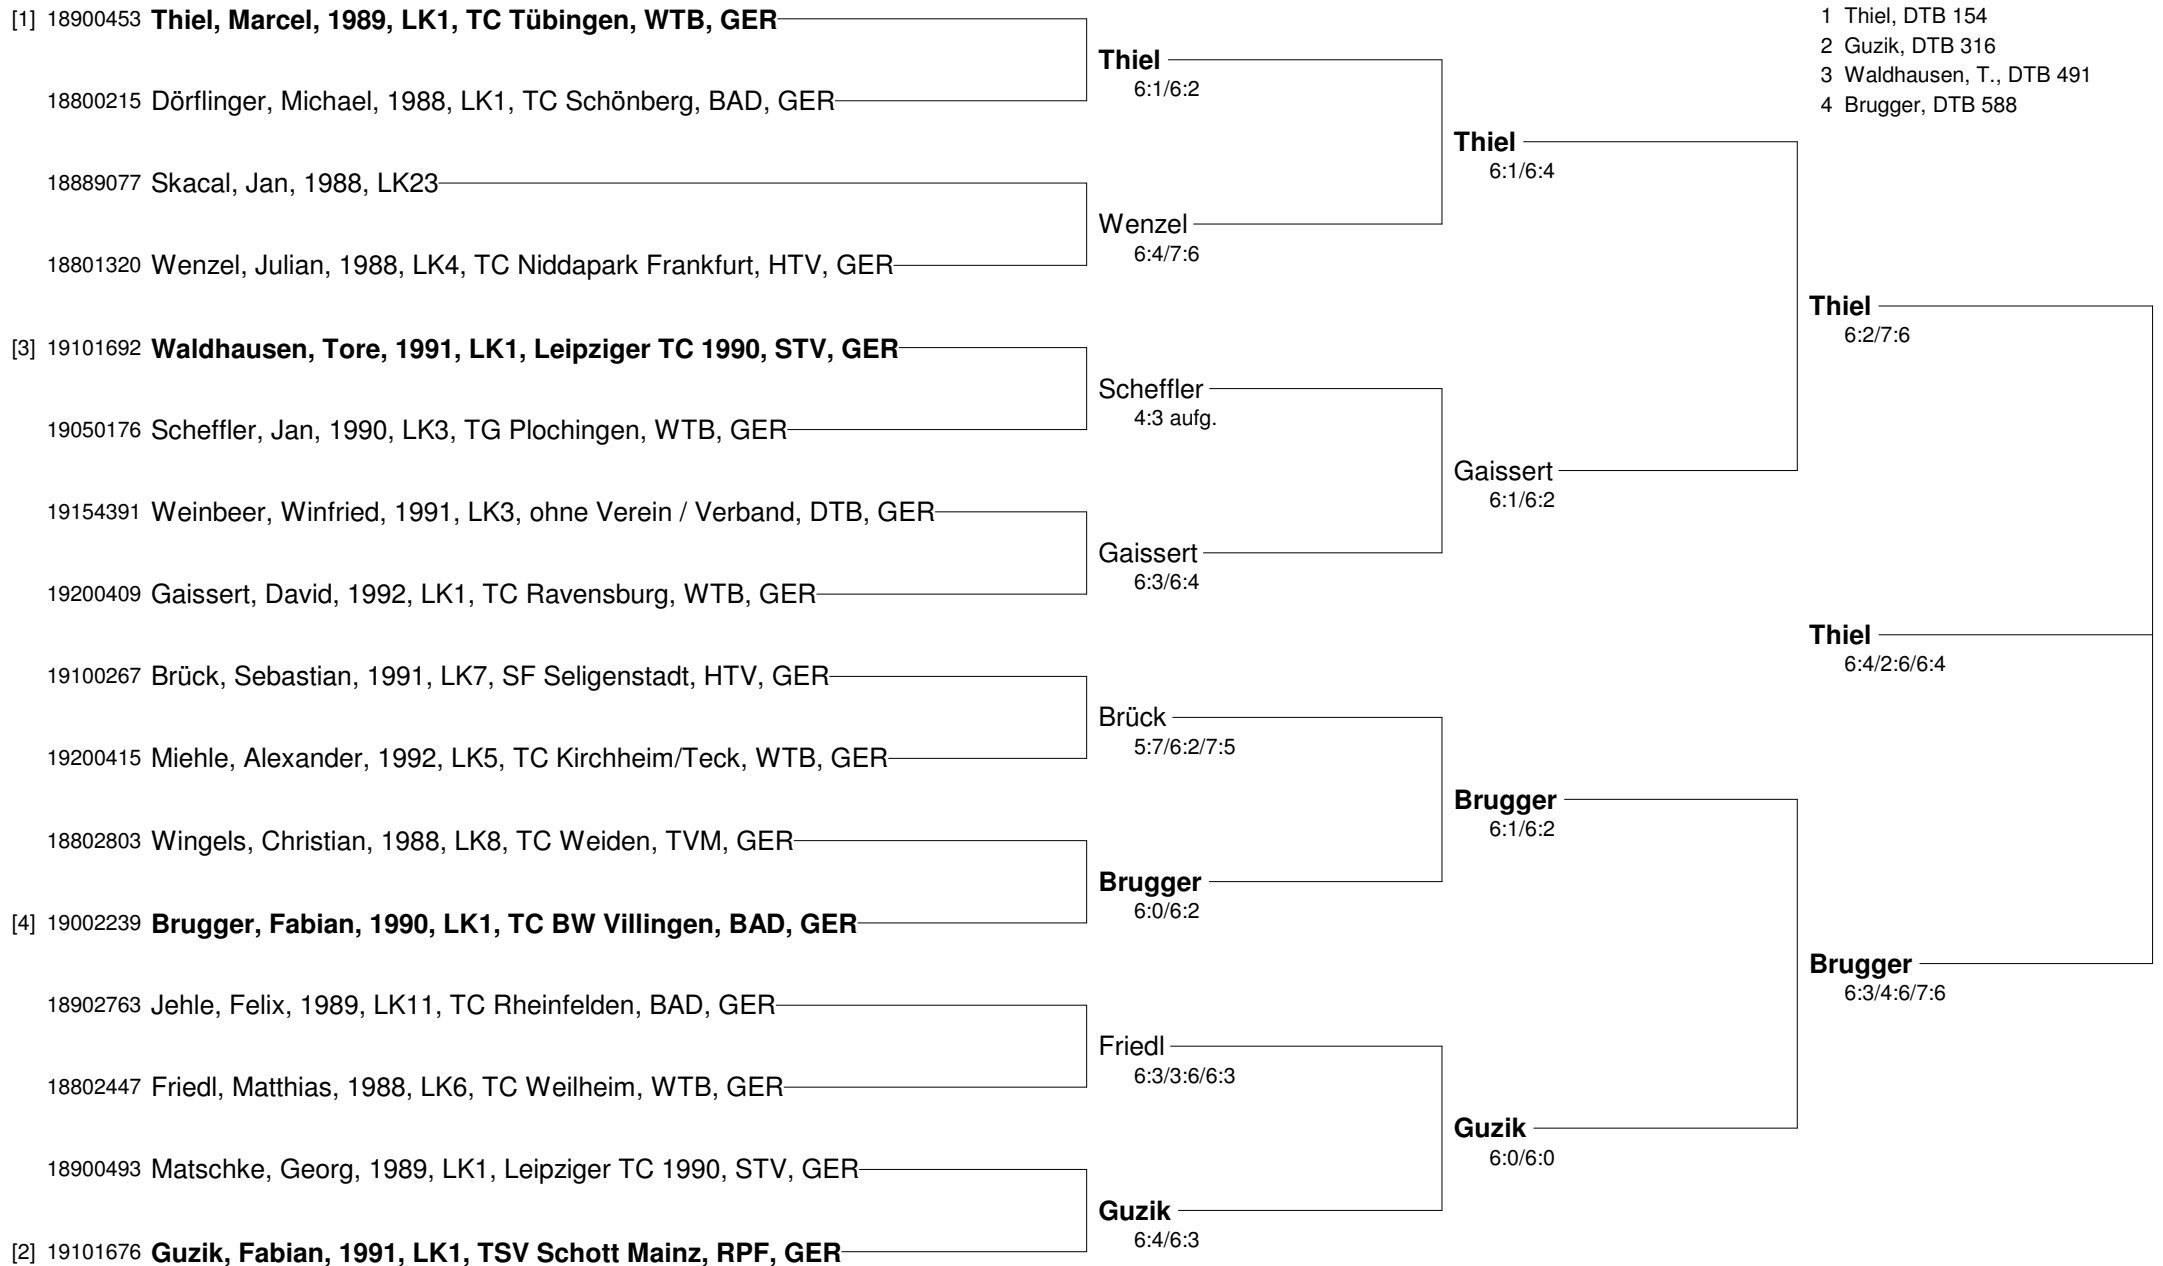 [1] 18900453 Thiel, Marcel, 1989, LK1, TC Tübingen, WTB, GER
18800215 Dörflinger, Michael, 1988, LK1, TC Schönberg, BAD, GER
18889077 Skacal, Jan, 1988, LK23
18801320 Wenzel, Julian, 1988, LK4, TC Niddapark Frankfurt, HTV, GER
[3] 19101692 Waldhausen, Tore, 1991, LK1, Leipziger TC 1990, STV, GER
19050176 Scheffler, Jan, 1990, LK3, TG Plochingen, WTB, GER
19154391 Weinbeer, Winfried, 1991, LK3, ohne Verein / Verband, DTB, GER
19200409 Gaissert, David, 1992, LK1, TC Ravensburg, WTB, GER
19100267 Brück, Sebastian, 1991, LK7, SF Seligenstadt, HTV, GER
19200415 Miehle, Alexander, 1992, LK5, TC Kirchheim/Teck, WTB, GER
18802803 Wingels, Christian, 1988, LK8, TC Weiden, TVM, GER
[4] 19002239 Brugger, Fabian, 1990, LK1, TC BW Villingen, BAD, GER
18902763 Jehle, Felix, 1989, LK11, TC Rheinfelden, BAD, GER
18802447 Friedl, Matthias, 1988, LK6, TC Weilheim, WTB, GER
18900493 Matschke, Georg, 1989, LK1, Leipziger TC 1990, STV, GER
[2] 19101676 Guzik, Fabian, 1991, LK1, TSV Schott Mainz, RPF, GER
Thiel
6:1/6:2
Wenzel
6:4/7:6
Scheffler
4:3 aufg.
Gaissert
6:3/6:4
Brück
5:7/6:2/7:5
Brugger
6:0/6:2
Friedl
6:3/3:6/6:3
Guzik
6:4/6:3
Thiel
6:1/6:4
Gaissert
6:1/6:2
Brugger
6:1/6:2
Guzik
6:0/6:0
Thiel
6:2/7:6
Thiel
6:4/2:6/6:4
Brugger
6:3/4:6/7:6
1 Thiel, DTB 154
2 Guzik, DTB 316
3 Waldhausen, T., DTB 491
4 Brugger, DTB 588